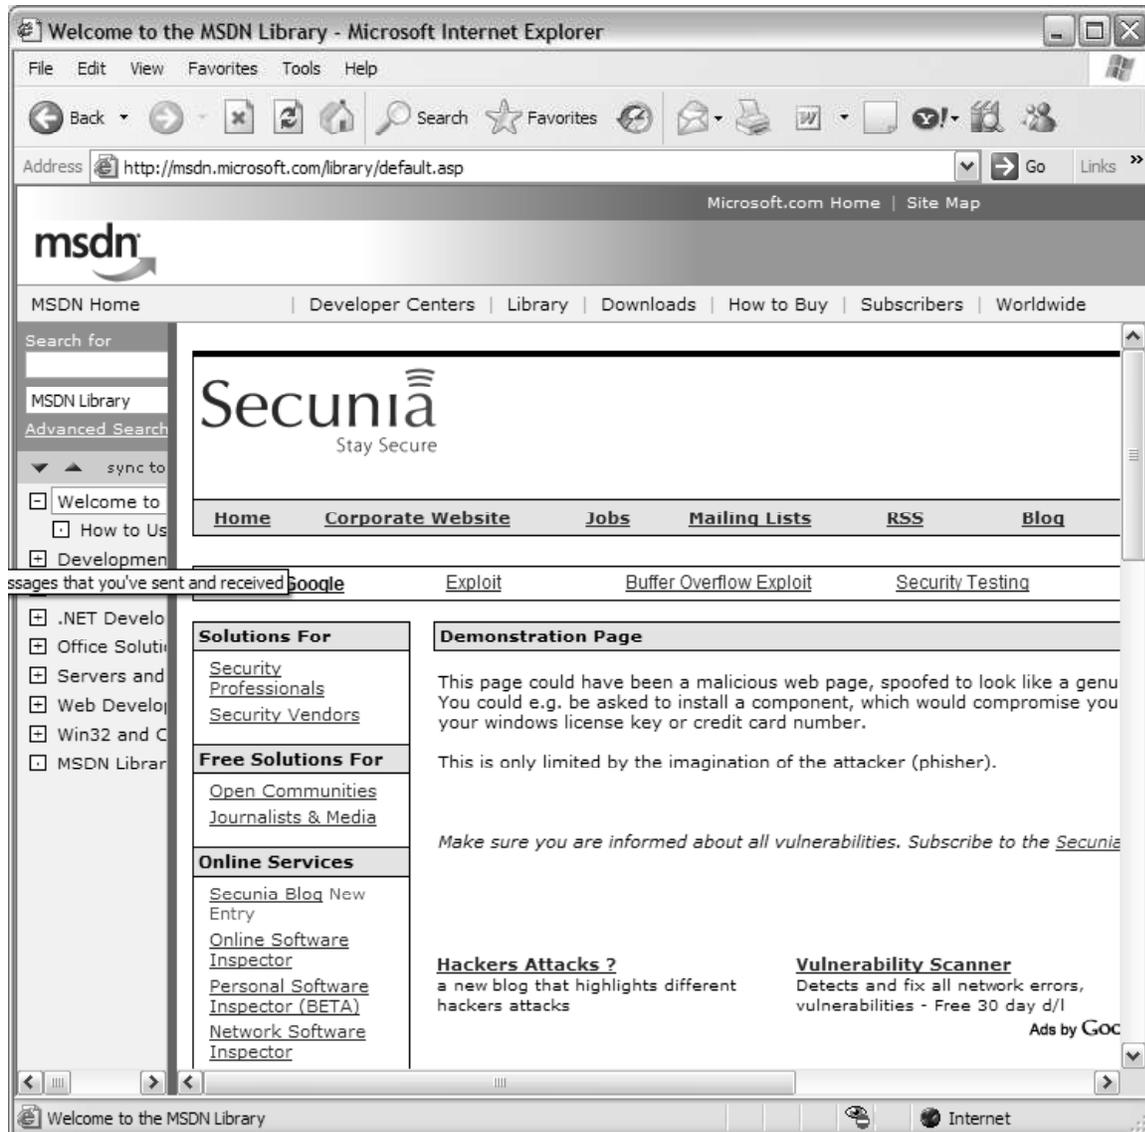 Welcome to the MSDN Library - Microsoft Internet Explorer
File Edit View Favorites Tools Help
Back Search Favorites
Address http://msdn.microsoft.com/library/default.asp Go Links »
Microsoft.com Home | Site Map
msdn
MSDN Home | Developer Centers | Library | Downloads | How to Buy | Subscribers | Worldwide
Search for
MSDN Library
Advanced Search
sync to
Welcome to
How to Us
Developmen
ssages that you've sent and received
.NET Develo
Office Soluti
Servers and
Web Develo
Win32 and C
MSDN Librar
Secunia
Stay Secure
Home Corporate Website Jobs Mailing Lists RSS Blog
Google Exploit Buffer Overflow Exploit Security Testing
Solutions For
Security
Professionals
Security Vendors
Free Solutions For
Open Communities
Journalists & Media
Online Services
Secunia Blog New
Entry
Online Software
Inspector
Personal Software
Inspector (BETA)
Network Software
Inspector
Demonstration Page
This page could have been a malicious web page, spoofed to look like a genu
You could e.g. be asked to install a component, which would compromise you
your windows license key or credit card number.
This is only limited by the imagination of the attacker (phisher).
Make sure you are informed about all vulnerabilities. Subscribe to the Secunia
Hackers Attacks ?
a new blog that highlights different
hackers attacks
Vulnerability Scanner
Detects and fix all network errors,
vulnerabilities - Free 30 day d/l
Ads by Goo
Welcome to the MSDN Library Internet